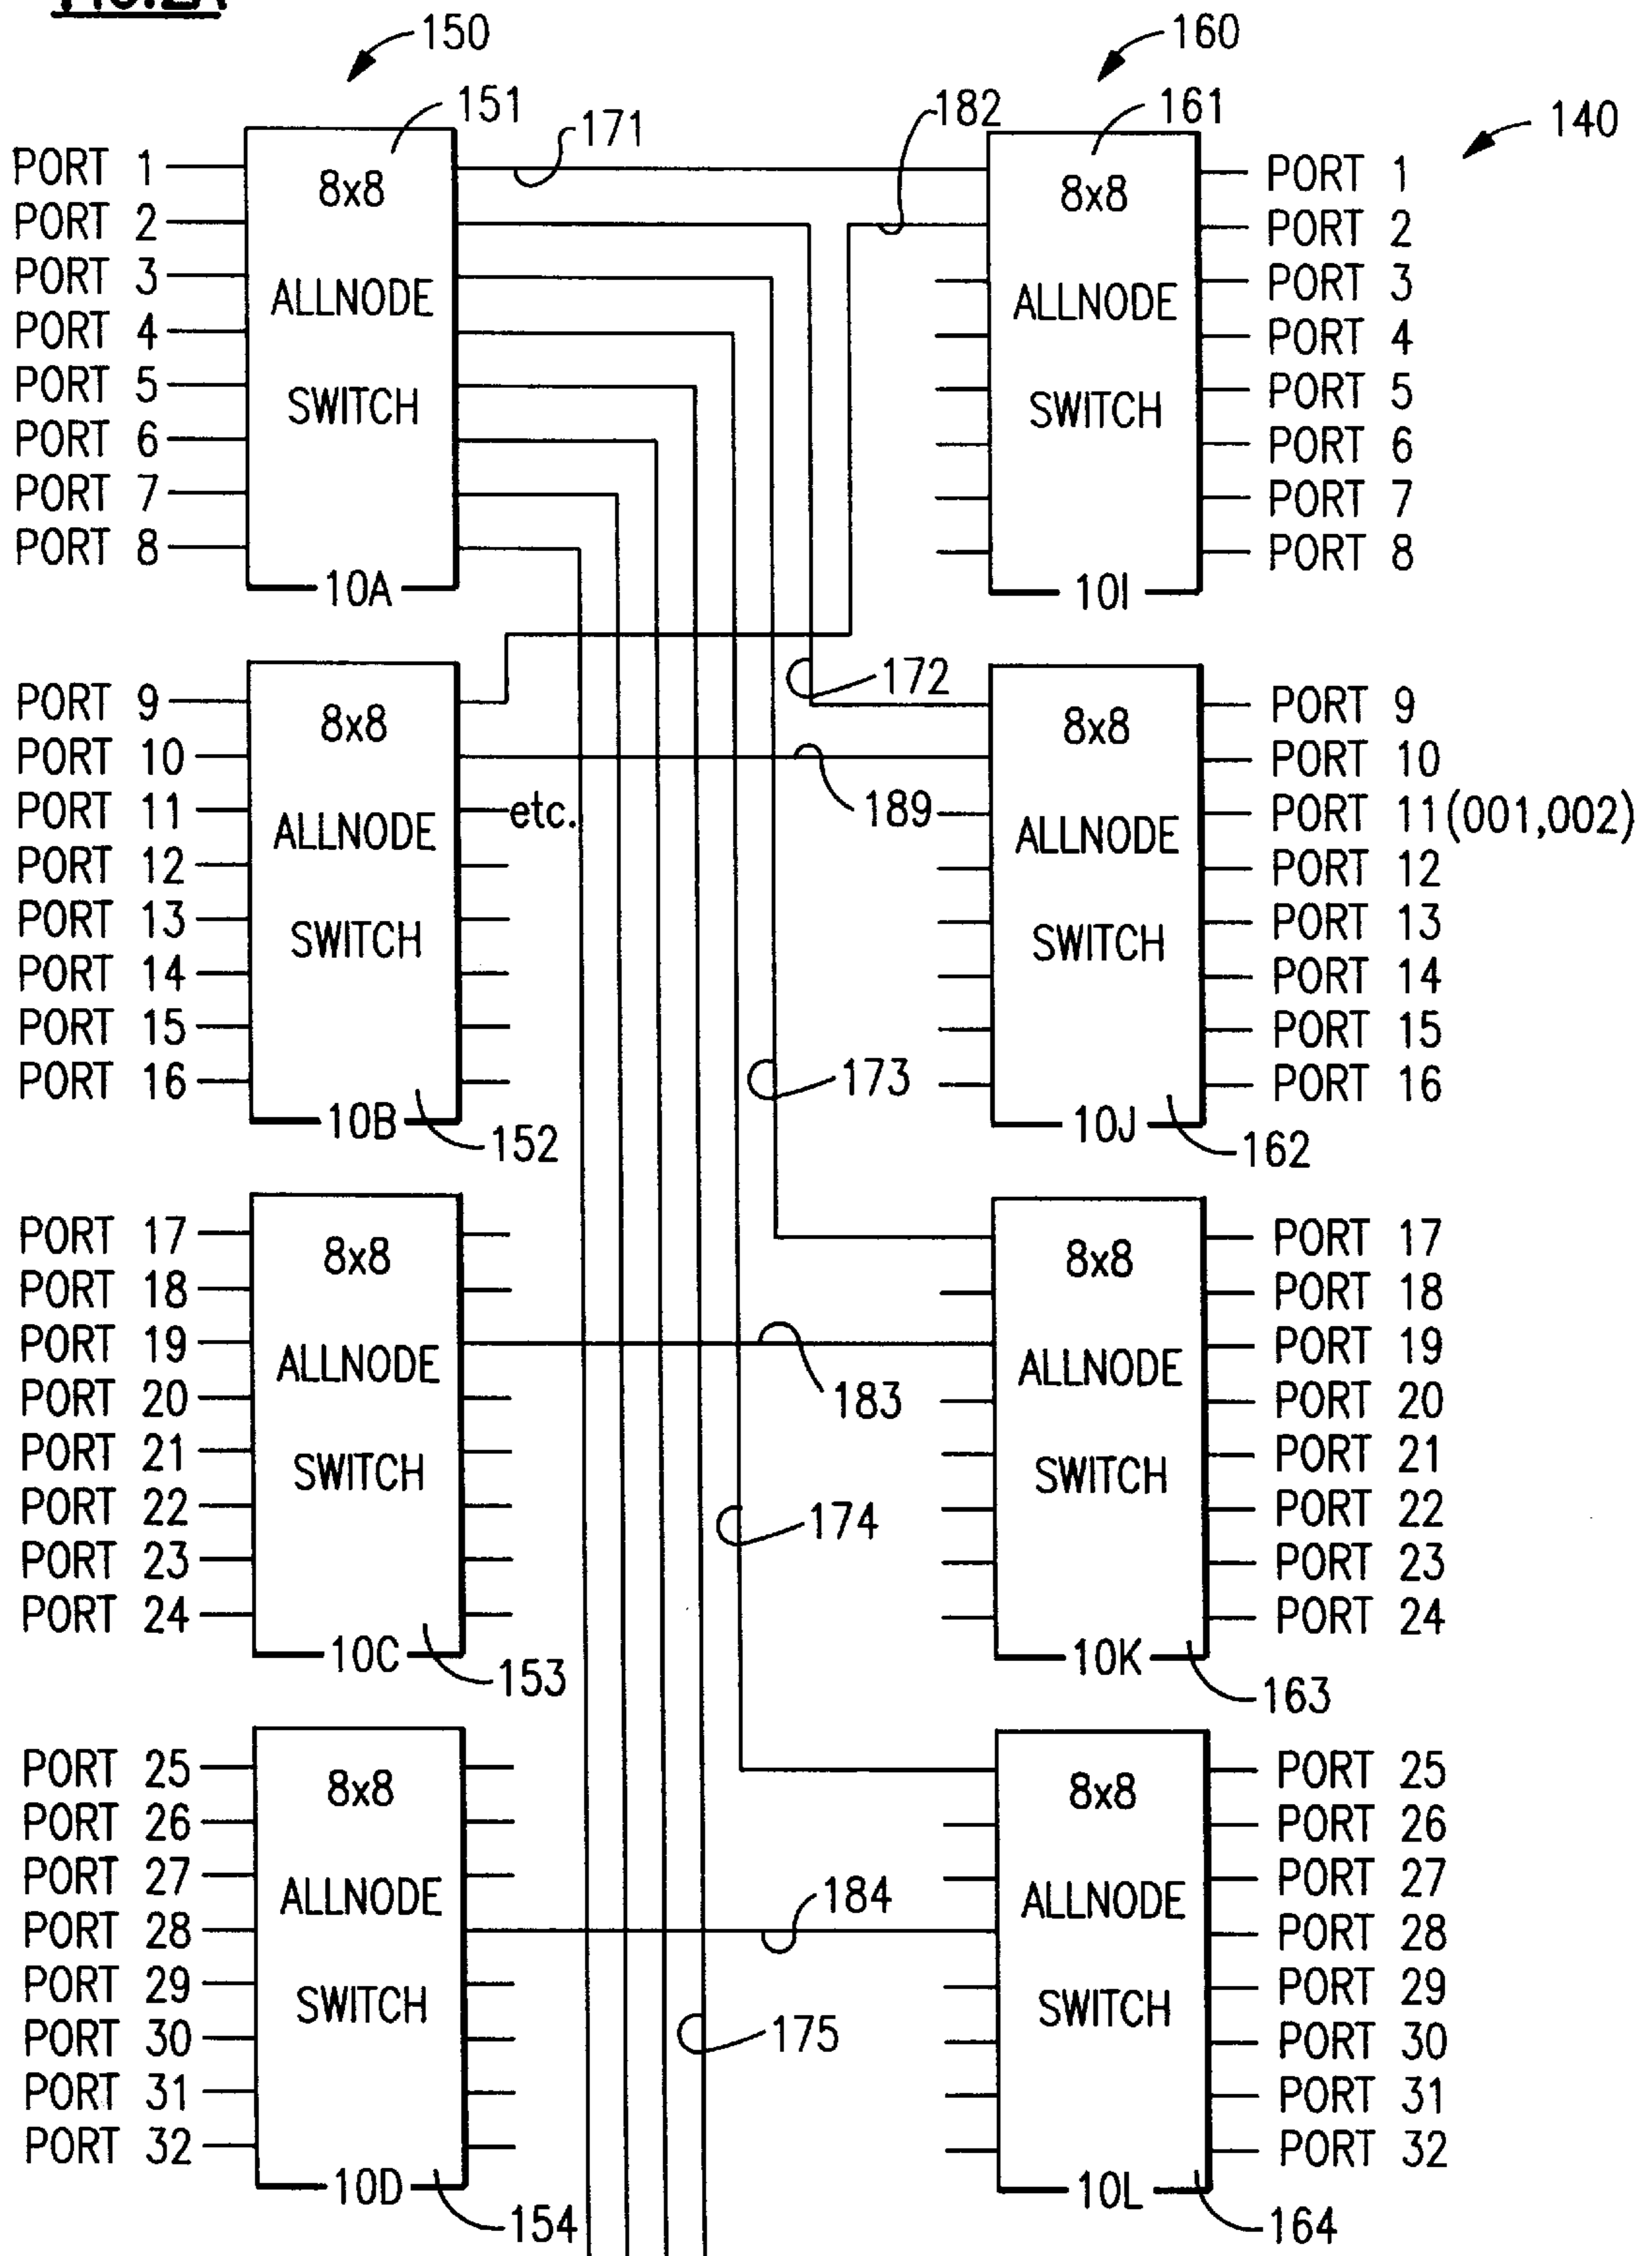 150
160
151
171
182
161
140
PORT 1
PORT 2
PORT 3
PORT 4
PORT 5
PORT 6
PORT 7
PORT 8
8x8
ALLNODE
SWITCH
10A
8x8
ALLNODE
SWITCH
10I
PORT 1
PORT 2
PORT 3
PORT 4
PORT 5
PORT 6
PORT 7
PORT 8
172
PORT 9
PORT 10
PORT 11
PORT 12
PORT 13
PORT 14
PORT 15
PORT 16
8x8
ALLNODE
SWITCH
10B
152
etc.
189
173
8x8
ALLNODE
SWITCH
10J
162
PORT 9
PORT 10
PORT 11(001,002)
PORT 12
PORT 13
PORT 14
PORT 15
PORT 16
PORT 17
PORT 18
PORT 19
PORT 20
PORT 21
PORT 22
PORT 23
PORT 24
8x8
ALLNODE
SWITCH
10C
153
183
174
8x8
ALLNODE
SWITCH
10K
163
PORT 17
PORT 18
PORT 19
PORT 20
PORT 21
PORT 22
PORT 23
PORT 24
PORT 25
PORT 26
PORT 27
PORT 28
PORT 29
PORT 30
PORT 31
PORT 32
8x8
ALLNODE
SWITCH
10D
154
184
175
8x8
ALLNODE
SWITCH
10L
164
PORT 25
PORT 26
PORT 27
PORT 28
PORT 29
PORT 30
PORT 31
PORT 32